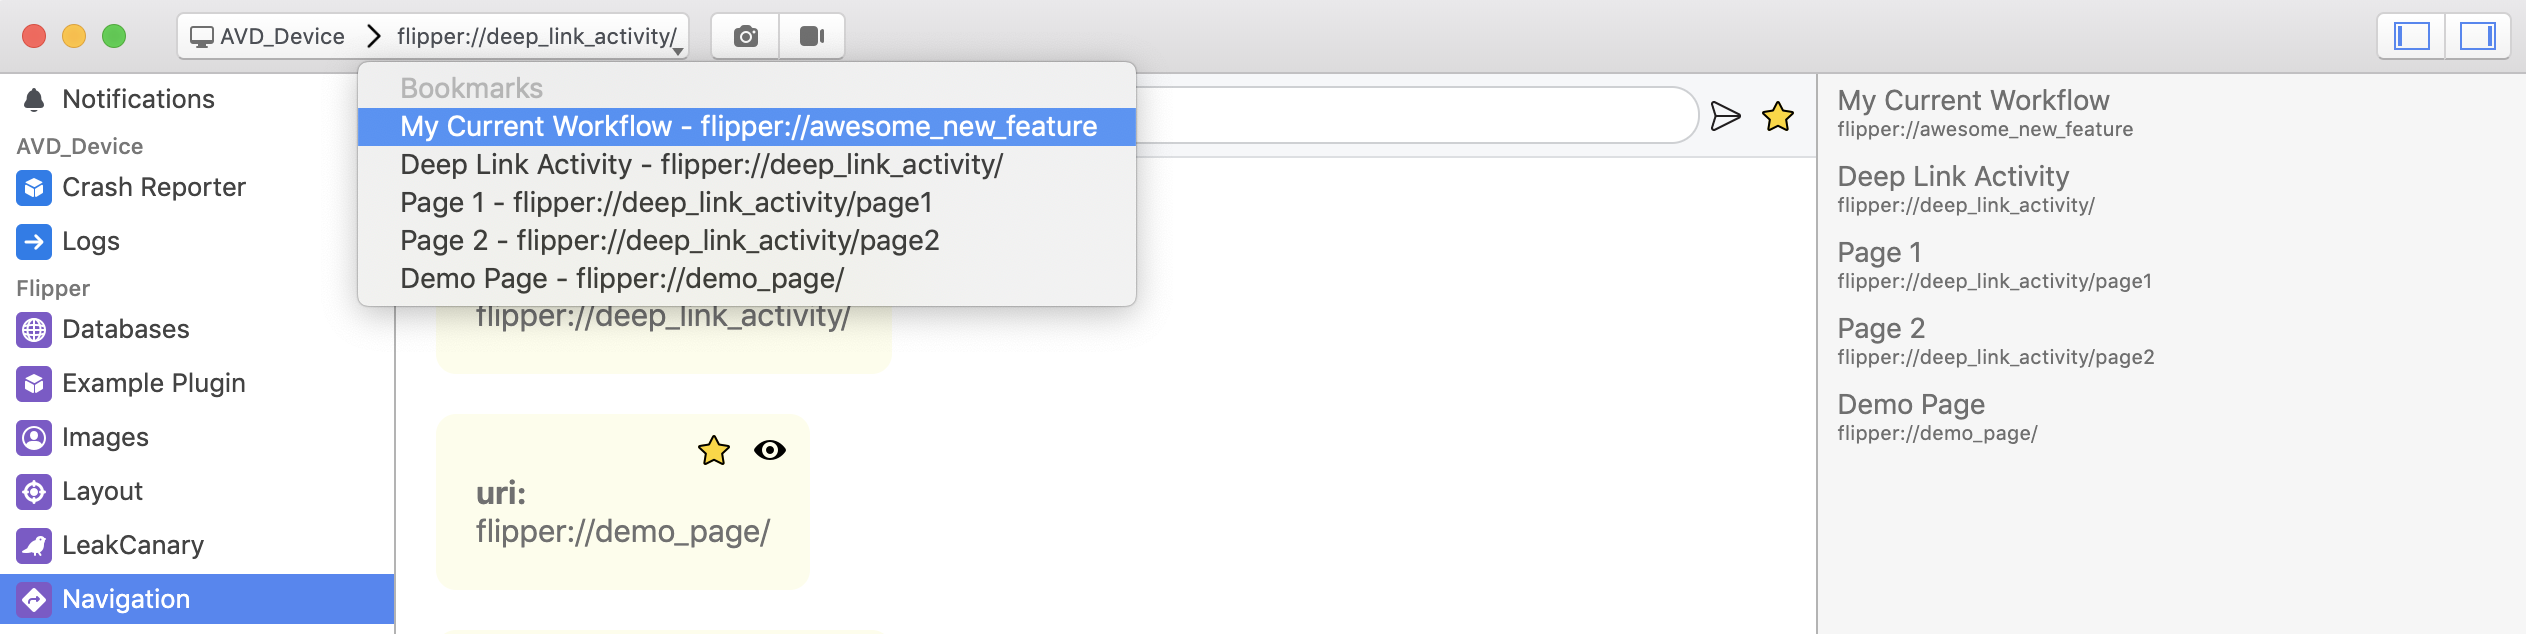 AVD_Device
flipper://deep_link_activity/
Notifications
AVD_Device
Crash Reporter
Logs
Flipper
Databases
Example Plugin
Images
Layout
LeakCanary
Navigation
Bookmarks
My Current Workflow - flipper://awesome_new_feature
Deep Link Activity - flipper://deep_link_activity/
Page 1 - flipper://deep_link_activity/page1
Page 2 - flipper://deep_link_activity/page2
Demo Page - flipper://demo_page/
flipper://deep_link_activity/
uri:
flipper://demo_page/
My Current Workflow
flipper://awesome_new_feature
Deep Link Activity
flipper://deep_link_activity/
Page 1
flipper://deep_link_activity/page1
Page 2
flipper://deep_link_activity/page2
Demo Page
flipper://demo_page/